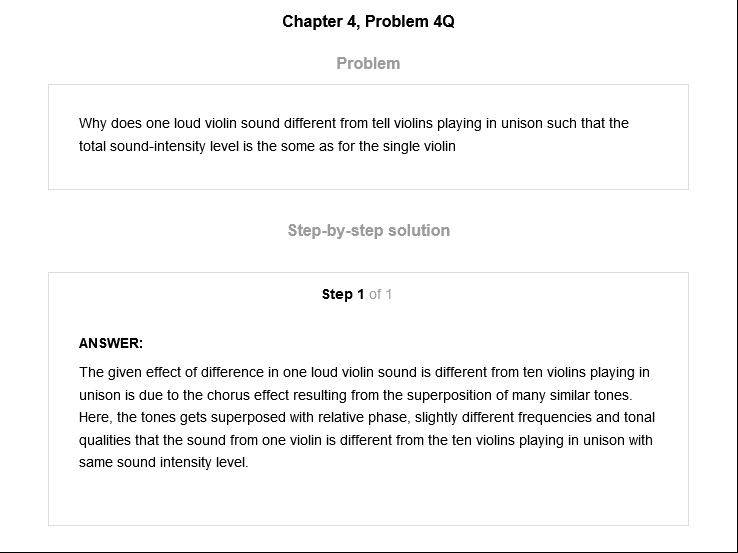 Chapter 4, Problem 4Q
Problem
Why does one loud violin sound different from tell violins playing in unison such that the
total sound-intensity level is the some as for the single violin
Step-by-step solution
Step 1 of 1
ANSWER:
The given effect of difference in one loud violin sound is different from ten violins playing in
unison is due to the chorus effect resulting from the superposition of many similar tones.
Here, the tones gets superposed with relative phase, slightly different frequencies and tonal
qualities that the sound from one violin is different from the ten violins playing in unison with
same sound intensity level.